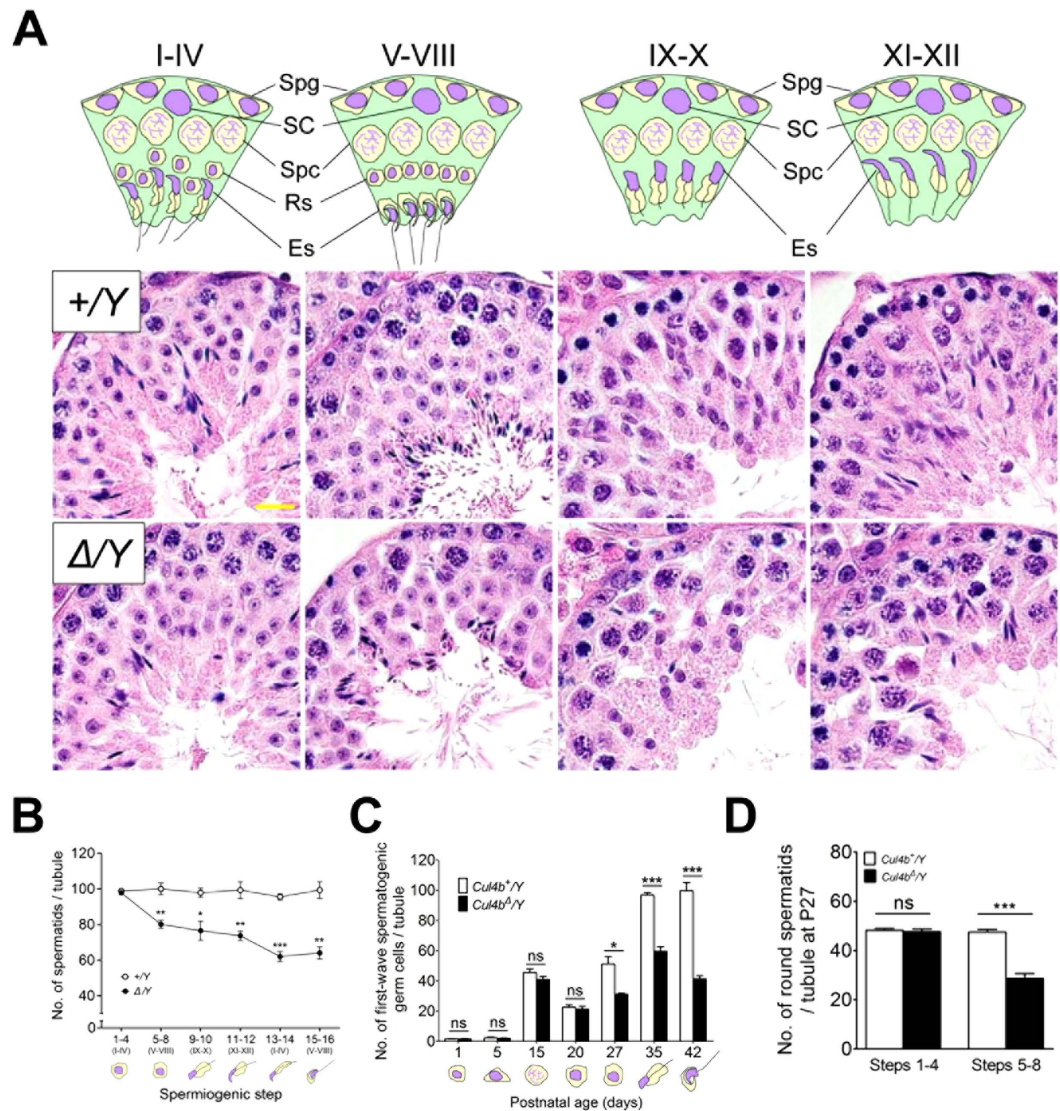 A
I-IV V-VIII IX-X XI-XII
Spg Spg
SC SC
Spc Spc
Rs
Es Es
+/Y
Δ/Y
B
No. of spermatids / tubule
120
100
80
60
40
0
+/Y
Δ/Y
** * ** *** **
1-4 5-8 9-10 11-12 13-14 15-16
(I-IV) (V-VIII) (IX-X) (XI-XII) (I-IV) (V-VIII)
Spermiogenic step
C
No. of first-wave spermatogenic
germ cells / tubule
120
100
80
60
40
20
0
Cul4b+/Y
CulbΔ/Y
ns ns ns ns * *** ***
1 5 15 20 27 35 42
Postnatal age (days)
D
No. of round spermatids
/ tubule at P27
80
60
40
20
0
Cul4b+/Y
Cul4bΔ/Y
ns ***
Steps 1-4 Steps 5-8